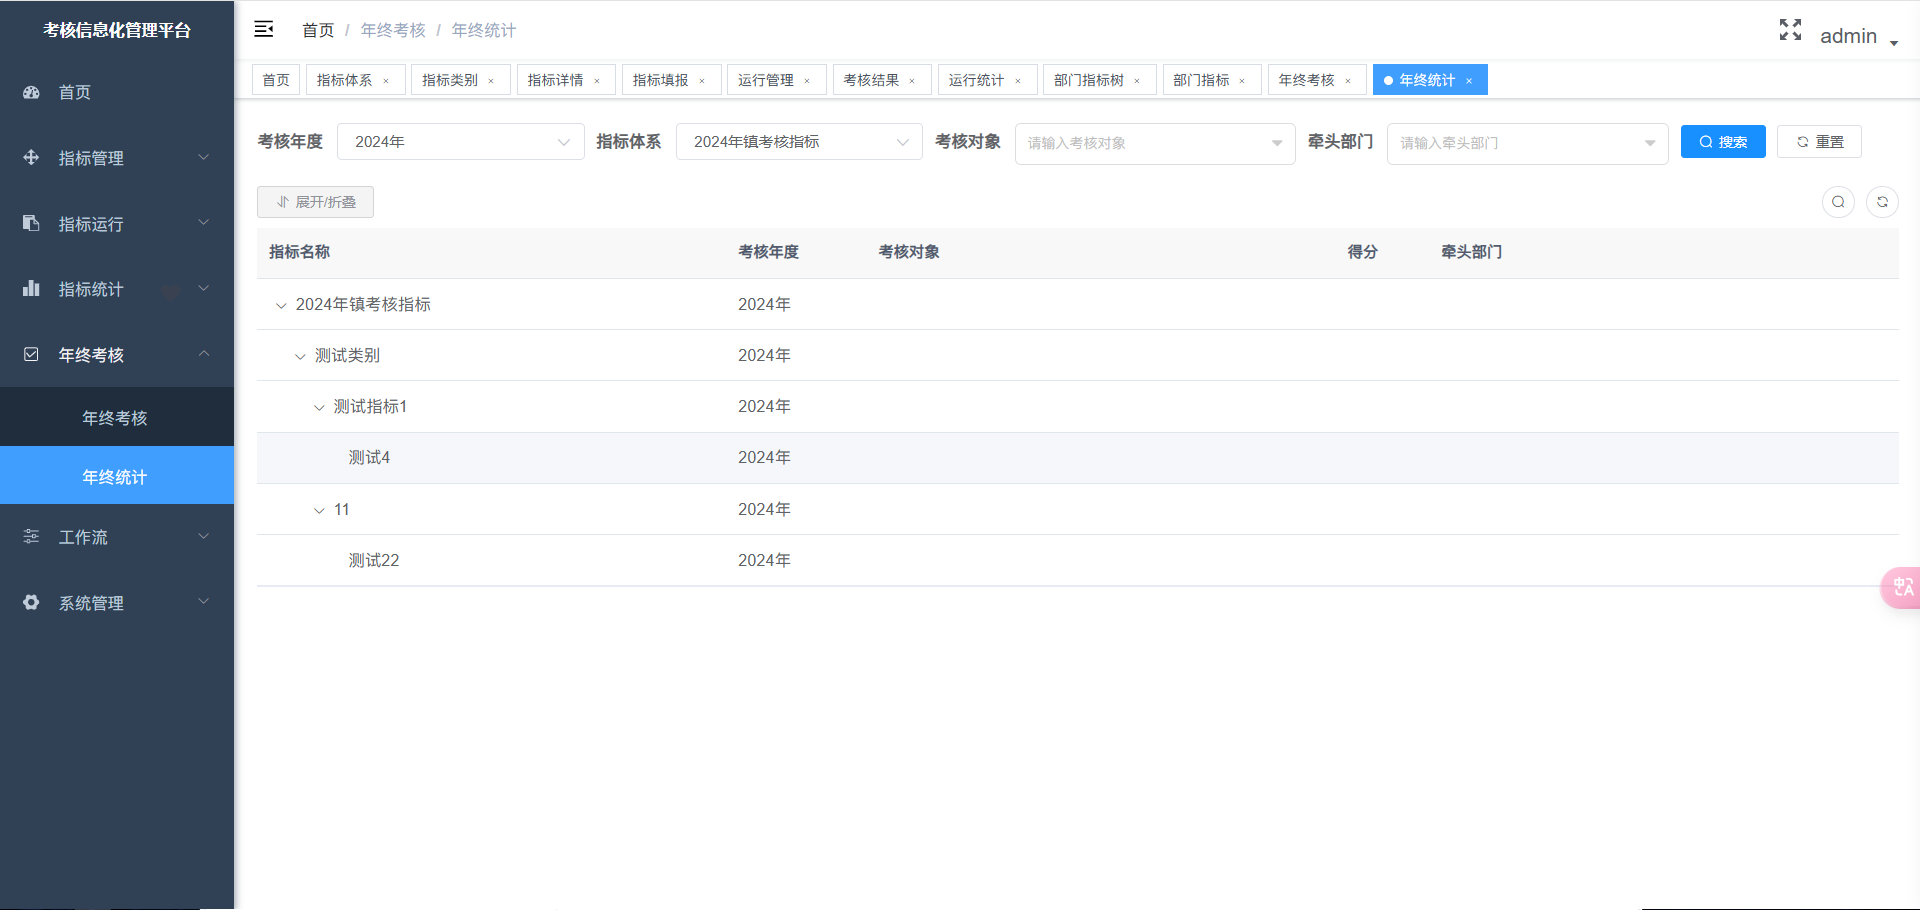 考核信息化管理平台
首页
指标管理
指标运行
指标统计
年终考核
年终考核
年终统计
工作流
系统管理
首页 / 年终考核 / 年终统计
admin
首页 指标体系 × 指标类别 × 指标详情 × 指标填报 × 运行管理 × 考核结果 × 运行统计 × 部门指标树 × 部门指标 × 年终考核 × 年终统计 ×
考核年度 2024年 指标体系 2024年镇考核指标 考核对象 请输入考核对象 牵头部门 请输入牵头部门 搜索 重置
展开/折叠
指标名称 考核年度 考核对象 得分 牵头部门
2024年镇考核指标 2024年
测试类别 2024年
测试指标1 2024年
测试4 2024年
11 2024年
测试22 2024年
中A